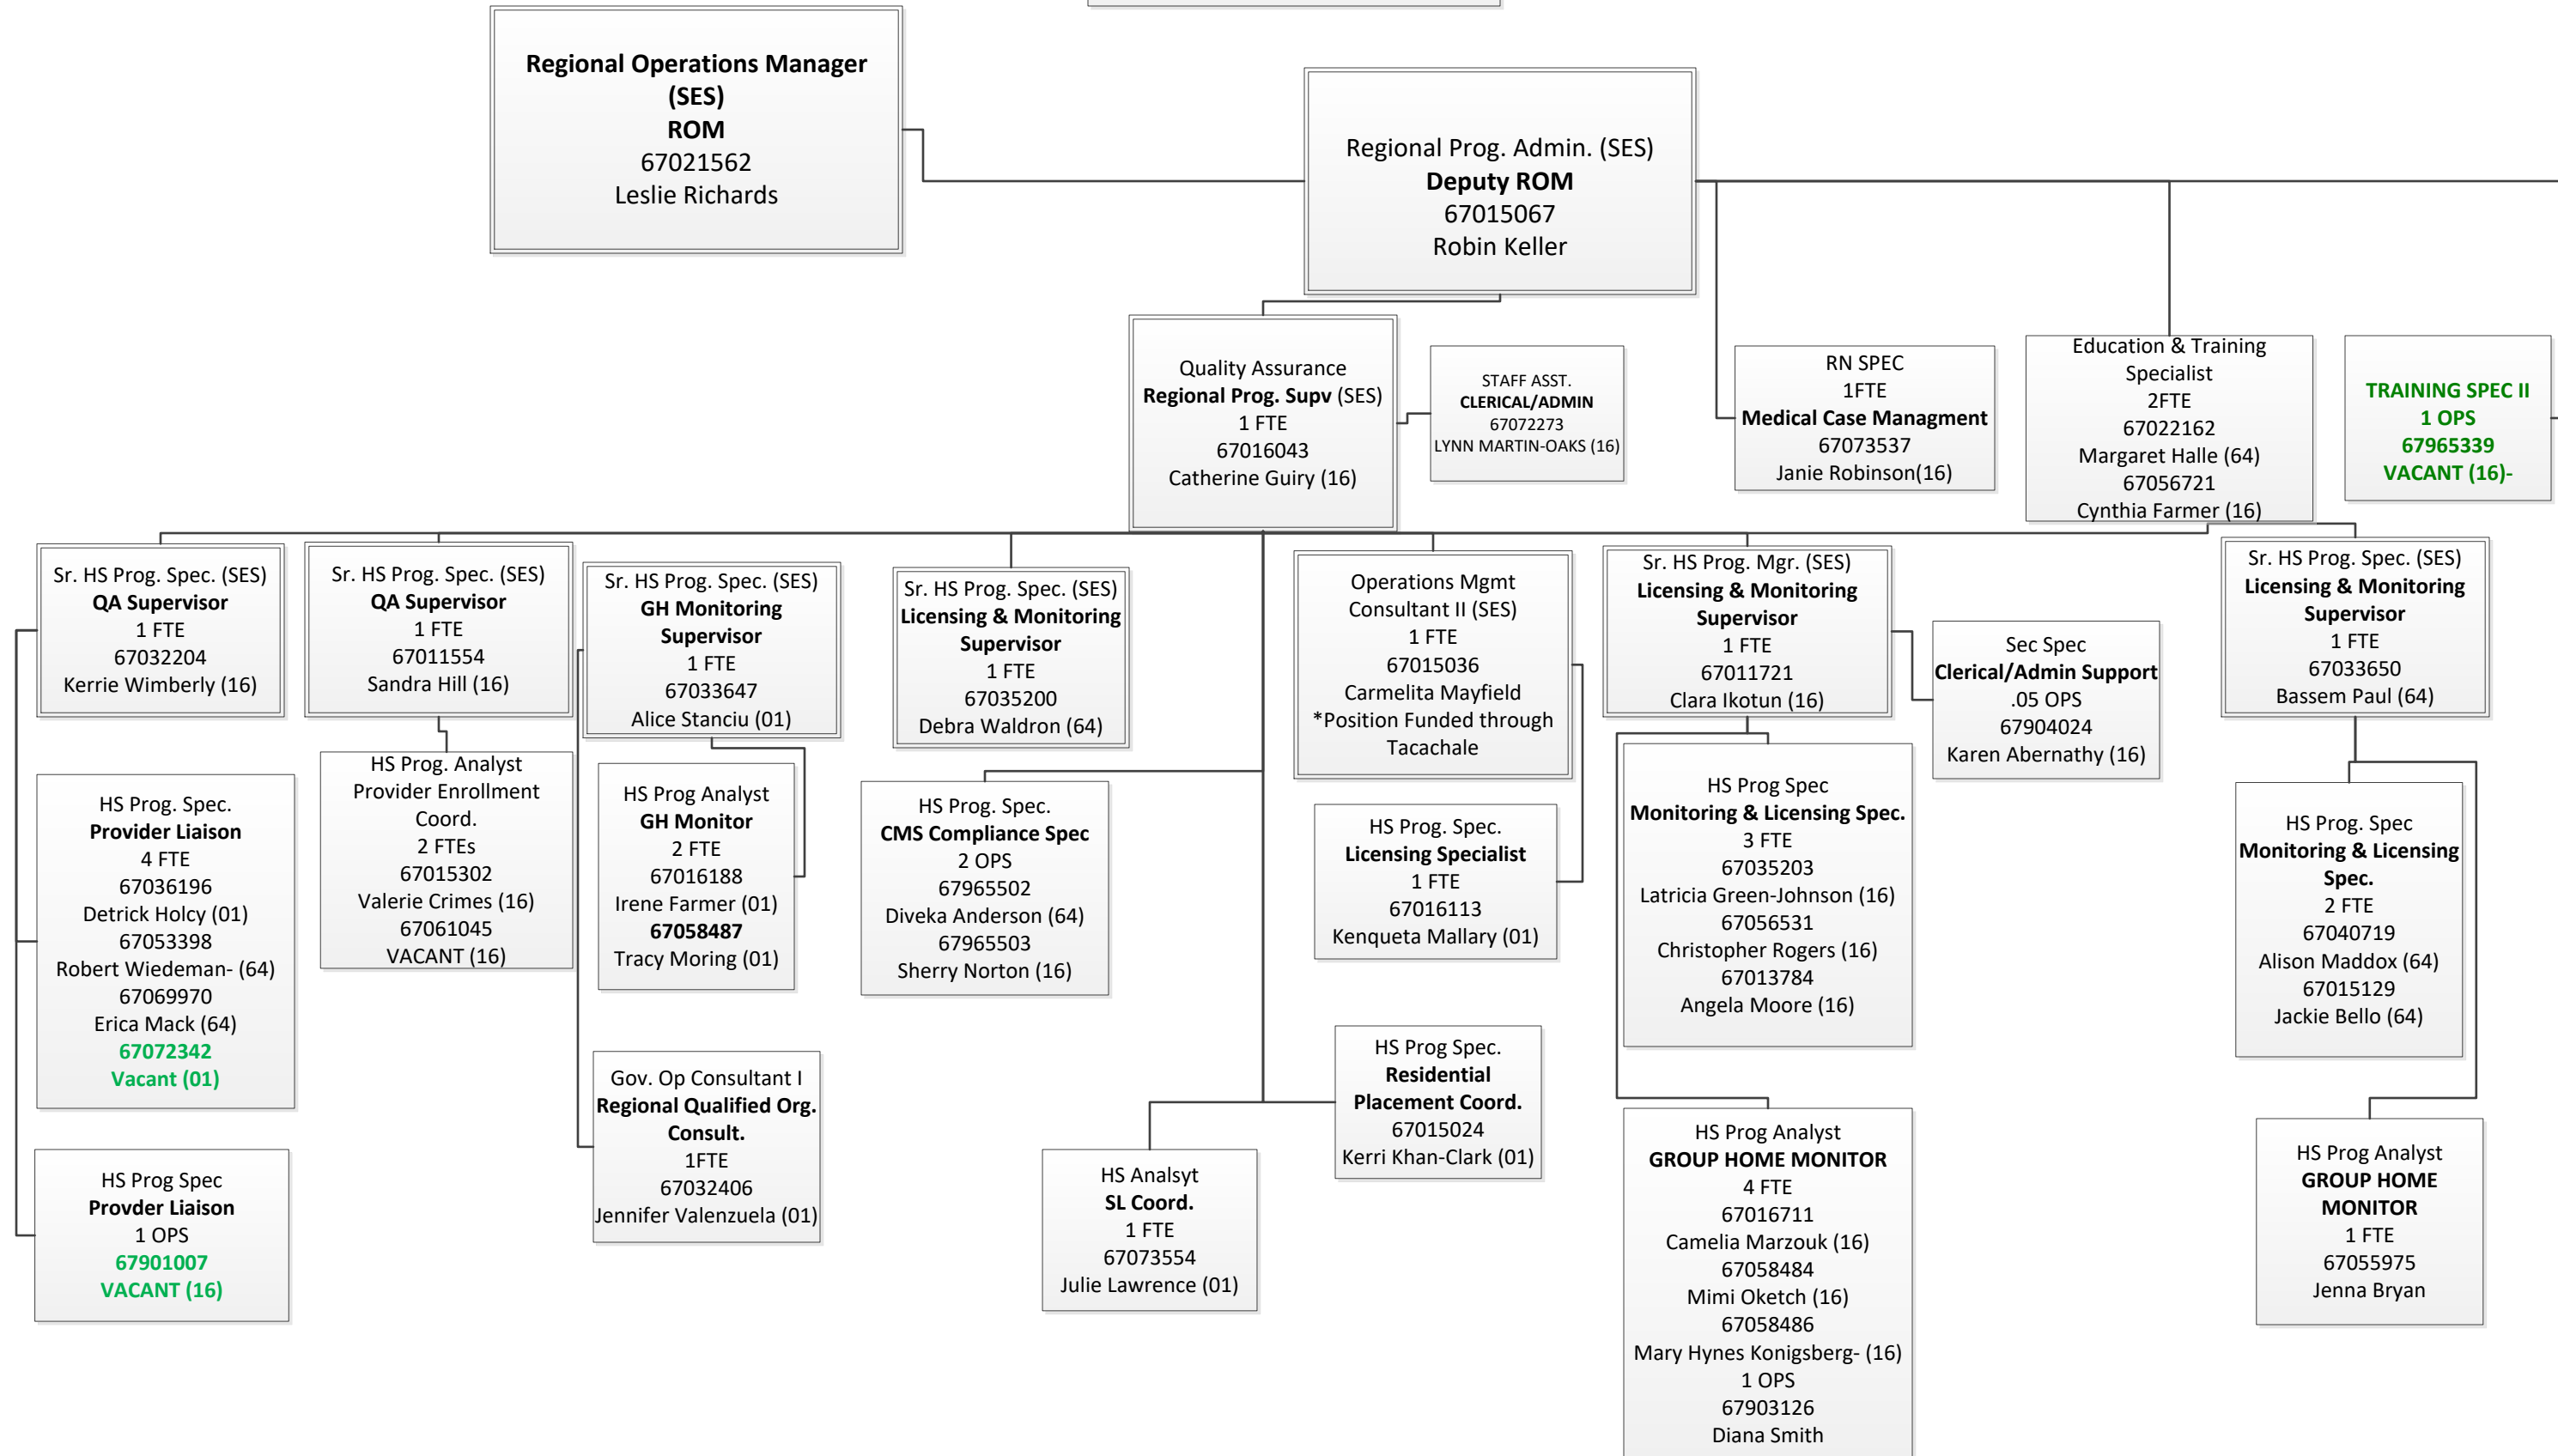 Regional Operations Manager
(SES)
ROM
67021562
Leslie Richards
Regional Prog. Admin. (SES)
Deputy ROM
67015067
Robin Keller
Quality Assurance
Regional Prog. Supv (SES)
1 FTE
67016043
Catherine Guiry (16)
STAFF ASST.
CLERICAL/ADMIN
67072273
LYNN MARTIN-OAKS (16)
RN SPEC
1FTE
Medical Case Managment
67073537
Janie Robinson(16)
Education & Training
Specialist
2FTE
67022162
Margaret Halle (64)
67056721
Cynthia Farmer (16)
TRAINING SPEC II
1 OPS
67965339
VACANT (16)-
Sr. HS Prog. Spec. (SES)
QA Supervisor
1 FTE
67032204
Kerrie Wimberly (16)
Sr. HS Prog. Spec. (SES)
QA Supervisor
1 FTE
67011554
Sandra Hill (16)
Sr. HS Prog. Spec. (SES)
GH Monitoring
Supervisor
1 FTE
67033647
Alice Stanciu (01)
Sr. HS Prog. Spec. (SES)
Licensing & Monitoring
Supervisor
1 FTE
67035200
Debra Waldron (64)
Operations Mgmt
Consultant II (SES)
1 FTE
67015036
Carmelita Mayfield
*Position Funded through
Tacachale
Sr. HS Prog. Mgr. (SES)
Licensing & Monitoring
Supervisor
1 FTE
67011721
Clara Ikotun (16)
Sec Spec
Clerical/Admin Support
.05 OPS
67904024
Karen Abernathy (16)
Sr. HS Prog. Spec. (SES)
Licensing & Monitoring
Supervisor
1 FTE
67033650
Bassem Paul (64)
HS Prog. Spec.
Provider Liaison
4 FTE
67036196
Detrick Holcy (01)
67053398
Robert Wiedeman- (64)
67069970
Erica Mack (64)
67072342
Vacant (01)
HS Prog. Analyst
Provider Enrollment
Coord.
2 FTEs
67015302
Valerie Crimes (16)
67061045
VACANT (16)
HS Prog Analyst
GH Monitor
2 FTE
67016188
Irene Farmer (01)
67058487
Tracy Moring (01)
HS Prog. Spec.
CMS Compliance Spec
2 OPS
67965502
Diveka Anderson (64)
67965503
Sherry Norton (16)
HS Prog. Spec.
Licensing Specialist
1 FTE
67016113
Kenqueta Mallary (01)
HS Prog Spec
Monitoring & Licensing Spec.
3 FTE
67035203
Latricia Green-Johnson (16)
67056531
Christopher Rogers (16)
67013784
Angela Moore (16)
HS Prog. Spec
Monitoring & Licensing
Spec.
2 FTE
67040719
Alison Maddox (64)
67015129
Jackie Bello (64)
HS Prog Spec
Provder Liaison
1 OPS
67901007
VACANT (16)
Gov. Op Consultant I
Regional Qualified Org.
Consult.
1FTE
67032406
Jennifer Valenzuela (01)
HS Analsyt
SL Coord.
1 FTE
67073554
Julie Lawrence (01)
HS Prog Spec.
Residential
Placement Coord.
67015024
Kerri Khan-Clark (01)
HS Prog Analyst
GROUP HOME MONITOR
4 FTE
67016711
Camelia Marzouk (16)
67058484
Mimi Oketch (16)
67058486
Mary Hynes Konigsberg- (16)
1 OPS
67903126
Diana Smith
HS Prog Analyst
GROUP HOME
MONITOR
1 FTE
67055975
Jenna Bryan